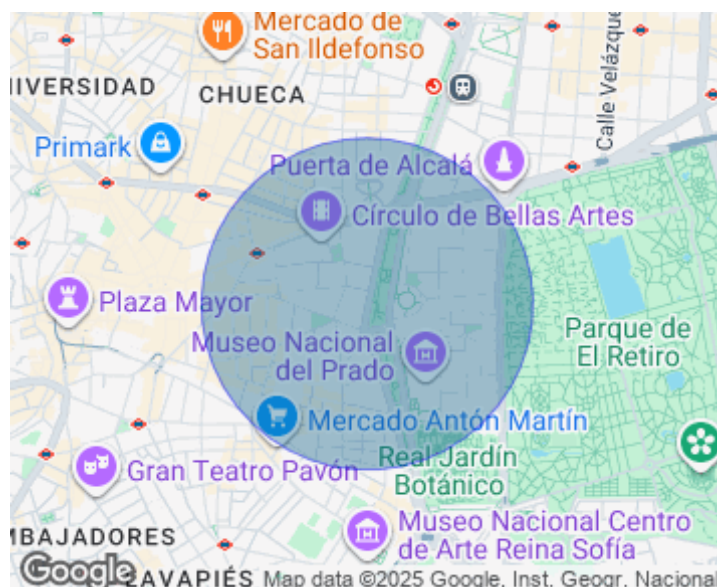 Mercado de
San Ildefonso
NIVERSIDAD
CHUECA
Calle Velázque
Primark
Puerta de Alcalá
Círculo de Bellas Artes
Plaza Mayor
Museo Nacional
del Prado
Parque de
El Retiro
Mercado Antón Martín
Gran Teatro Pavón
Real Jardín
Botánico
Museo Nacional Centro
de Arte Reina Sofía
MBAJADORES
Google
LAVAPIÉS
Map data ©2025 Google, Inst. Geogr. Nacional